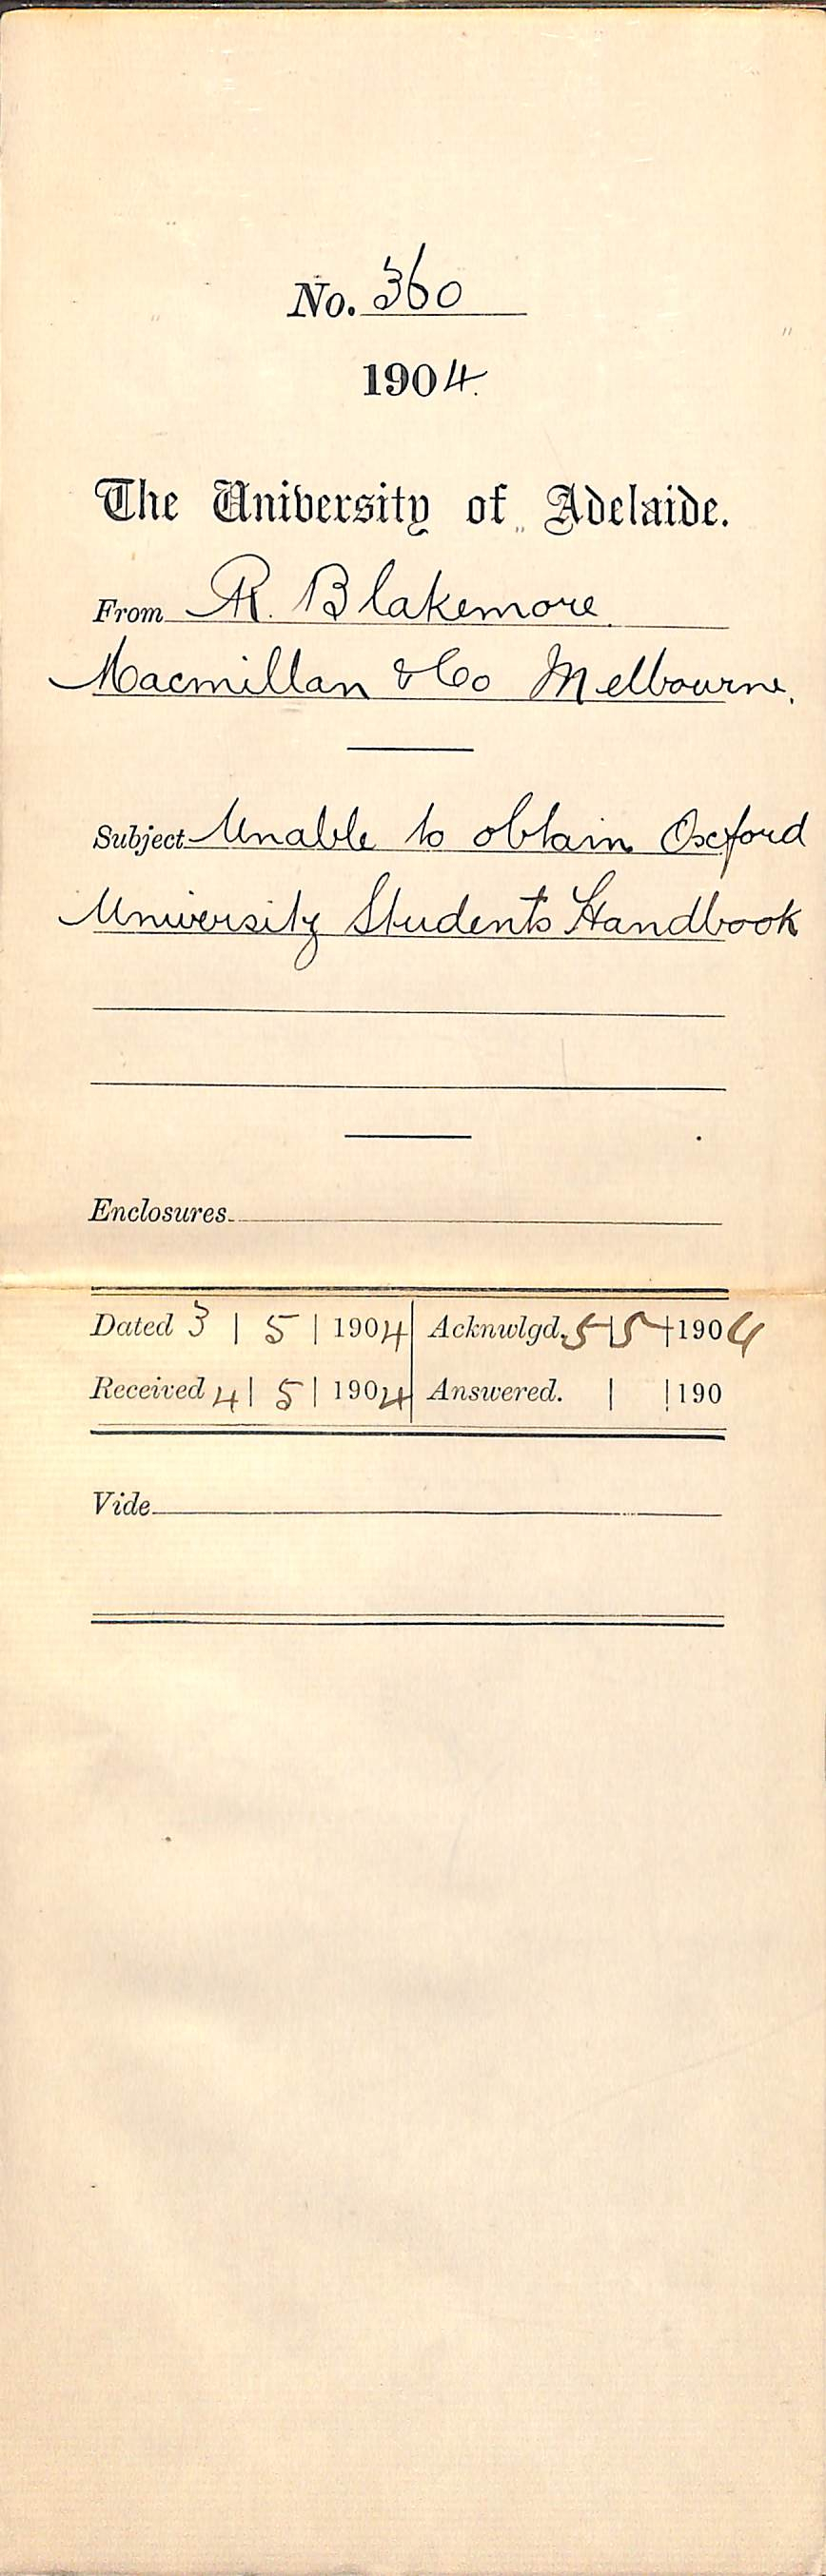 No. 360
1904.
The University of Adelaide.
From R. Blakemore.
Macmillan & Co Melbourne.
Subject Unable to obtain Oxford
University Students Handbook
Enclosures
Dated 3 | 5 | 1904 Acknwlgd. 5 | 5 | 1904
Received 4 | 5 | 1904 Answered. | | 190
Vide